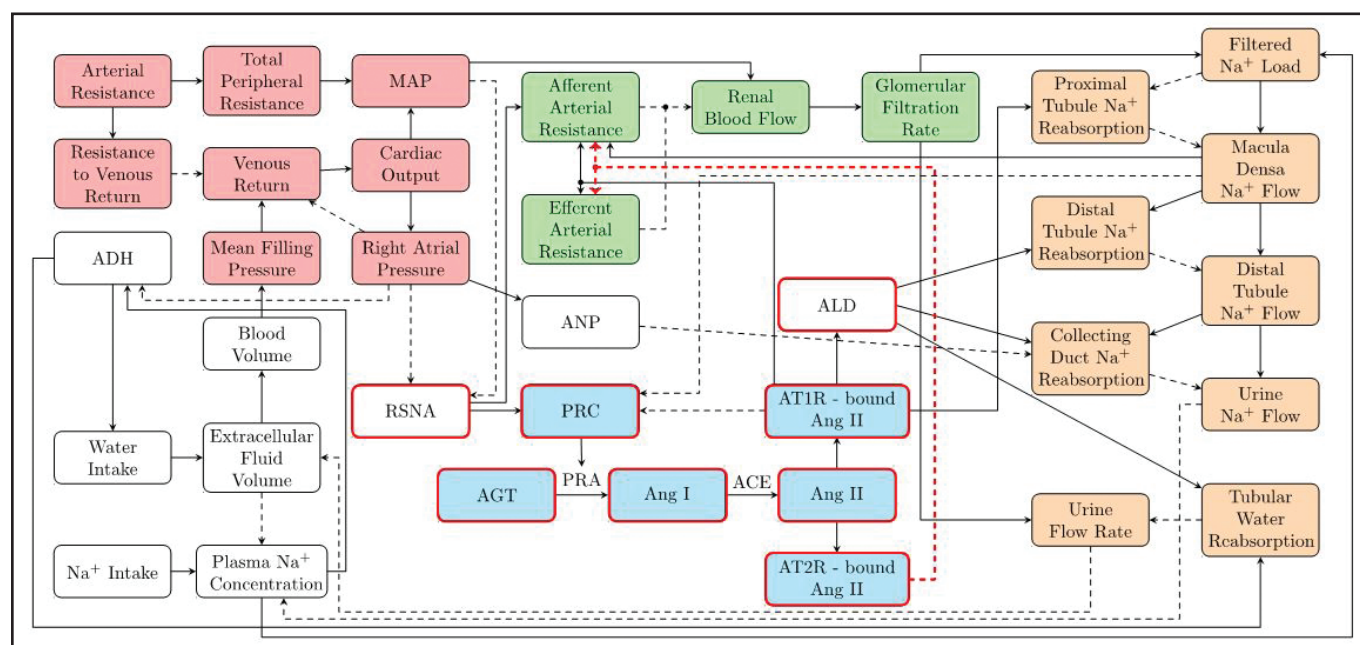 Arterial
Resistance
Total
Peripheral
Resistance
MAP
Afferent
Arterial
Resistance
Renal
Blood Flow
Glomerular
Filtration
Rate
Filtered
Na⁺ Load
Proximal
Tubule Na⁺
Reabsorption
Resistance
to Venous
Return
Venous
Return
Cardiac
Output
Macula
Densa
Na⁺ Flow
Efferent
Arterial
Resistance
Distal
Tubule Na⁺
Reabsorption
ADH
Mean Filling
Pressure
Right Atrial
Pressure
Distal
Tubule
Na⁺ Flow
ANP
ALD
Blood
Volume
Collecting
Duct Na⁺
Reabsorption
RSNA
PRC
AT1R - bound
Ang II
Urine
Na⁺ Flow
Water
Intake
Extracellular
Fluid
Volume
AGT
PRA
Ang I
ACE
Ang II
Urine
Flow Rate
Tubular
Water
Rcabsorption
Na⁺ Intake
Plasma Na⁺
Concentration
AT2R - bound
Ang II